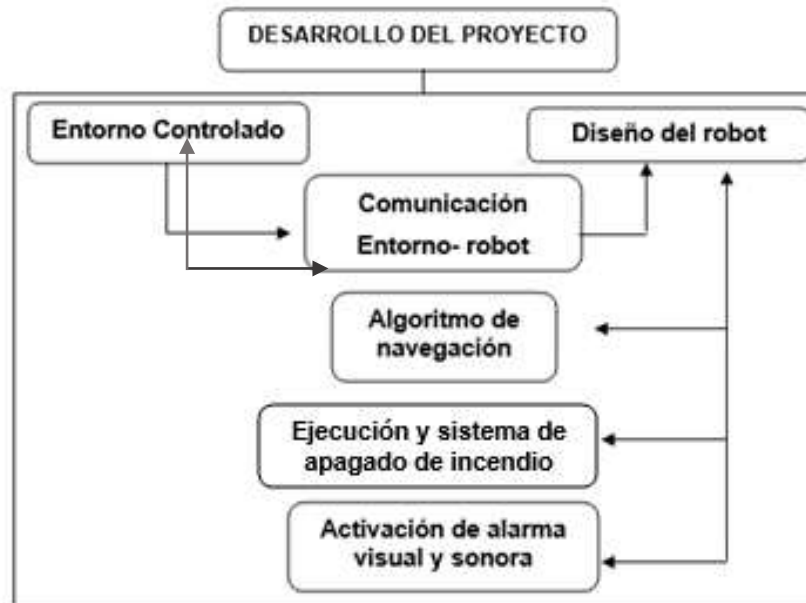 DESARROLLO DEL PROYECTO
Entorno Controlado
Diseño del robot
Comunicación
Entorno- robot
Algoritmo de
navegación
Ejecución y sistema de
apagado de incendio
Activación de alarma
visual y sonora